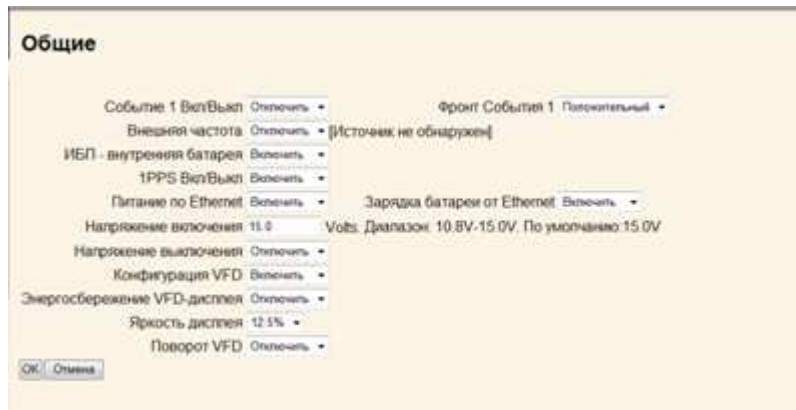 Общие
Событие 1 Вкл/Выкл Отключить Фронт События 1 Положительный
Внешняя частота Отключить [Источник не обнаружен]
ИБП - внутренняя батарея Включить
1PPS Вкл/Выкл Включить
Питание по Ethernet Включить Зарядка батареи от Ethernet Включить
Напряжение включения 15.0 Volts. Диапазон: 10.8V-15.0V, По умолчанию 15.0V
Напряжение выключения Отключить
Конфигурация VFD Включить
Энергосбережение VFD-дисплея Отключить
Яркость дисплея 12.5%
Поворот VFD Отключить
OK Отмена